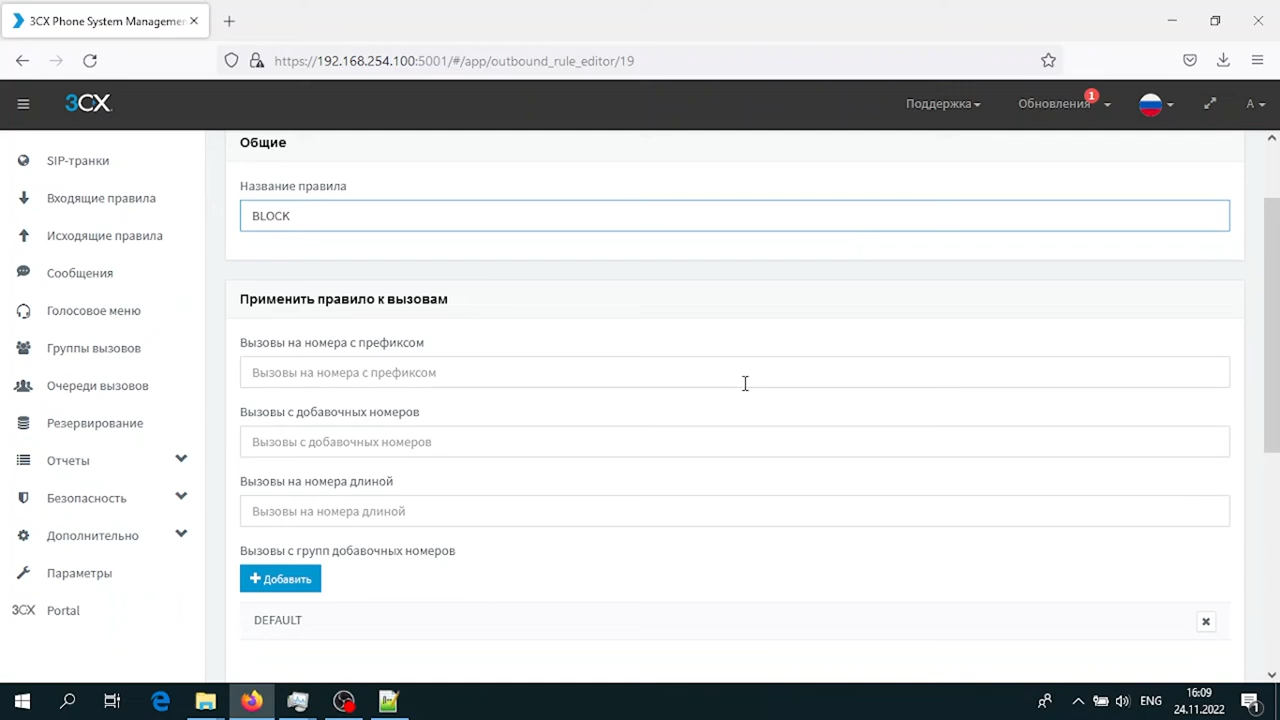 3CX Phone System Managemen
https://192.168.254.100:5001/#/app/outbound_rule_editor/19
3CX
Поддержка
Обновления
1
A
SIP-транки
Входящие правила
Исходящие правила
Сообщения
Голосовое меню
Группы вызовов
Очереди вызовов
Резервирование
Отчеты
Безопасность
Дополнительно
Параметры
3CX Portal
Общие
Название правила
BLOCK
Применить правило к вызовам
Вызовы на номера с префиксом
Вызовы на номера с префиксом
Вызовы с добавочных номеров
Вызовы с добавочных номеров
Вызовы на номера длиной
Вызовы на номера длиной
Вызовы с групп добавочных номеров
Добавить
DEFAULT
ENG
16:09
24.11.2022
1